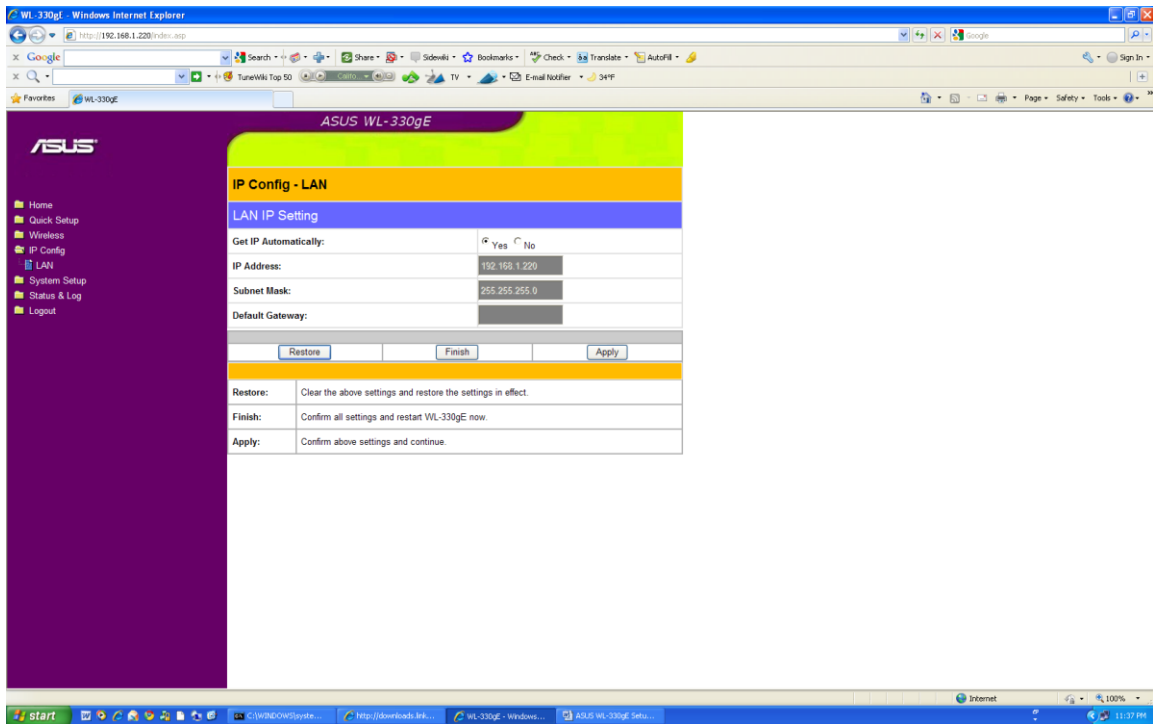 WL-330gE - Windows Internet Explorer
http://192.168.1.220/index.asp
Google
Google Search Share Sidewiki Bookmarks Check Translate AutoFill Sign In
TuneWiki Top 50 TV E-mail Notifier 34°F
Favorites WL-330gE Page Safety Tools
ASUS WL-330gE
ASUS
Home
Quick Setup
Wireless
IP Config
LAN
System Setup
Status & Log
Logout
IP Config - LAN
LAN IP Setting
Get IP Automatically: Yes No
IP Address: 192.168.1.220
Subnet Mask: 255.255.255.0
Default Gateway:
Restore Finish Apply
Restore: Clear the above settings and restore the settings in effect.
Finish: Confirm all settings and restart WL-330gE now.
Apply: Confirm above settings and continue.
Internet 100%
start C:\WINDOWS\syste... http://downloads.link... WL-330gE - Windows... ASUS WL-330gE Setu... 11:37 PM